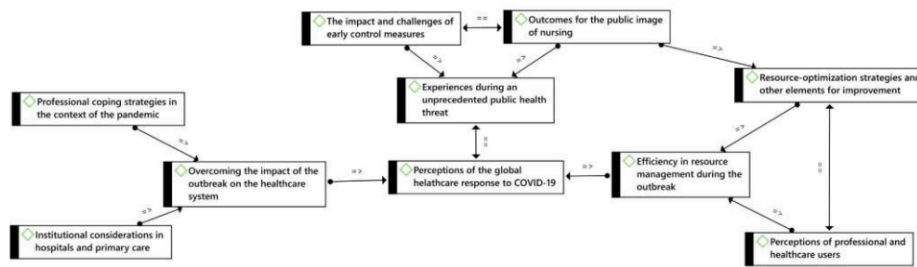 The impact and challenges of
early control measures
==
Outcomes for the public image
of nursing
=>
=>
=>
Resource-optimization strategies and
other elements for improvement
Experiences during an
unprecedented public health
threat
Professional coping strategies in
the context of the pandemic
=>
==
=>
==
Overcoming the impact of the
outbreak on the healthcare
system
=>
Perceptions of the global
helathcare response to COVID-19
=>
Efficiency in resource
management during the
outbreak
=>
=>
Institutional considerations in
hospitals and primary care
Perceptions of professional and
healthcare users